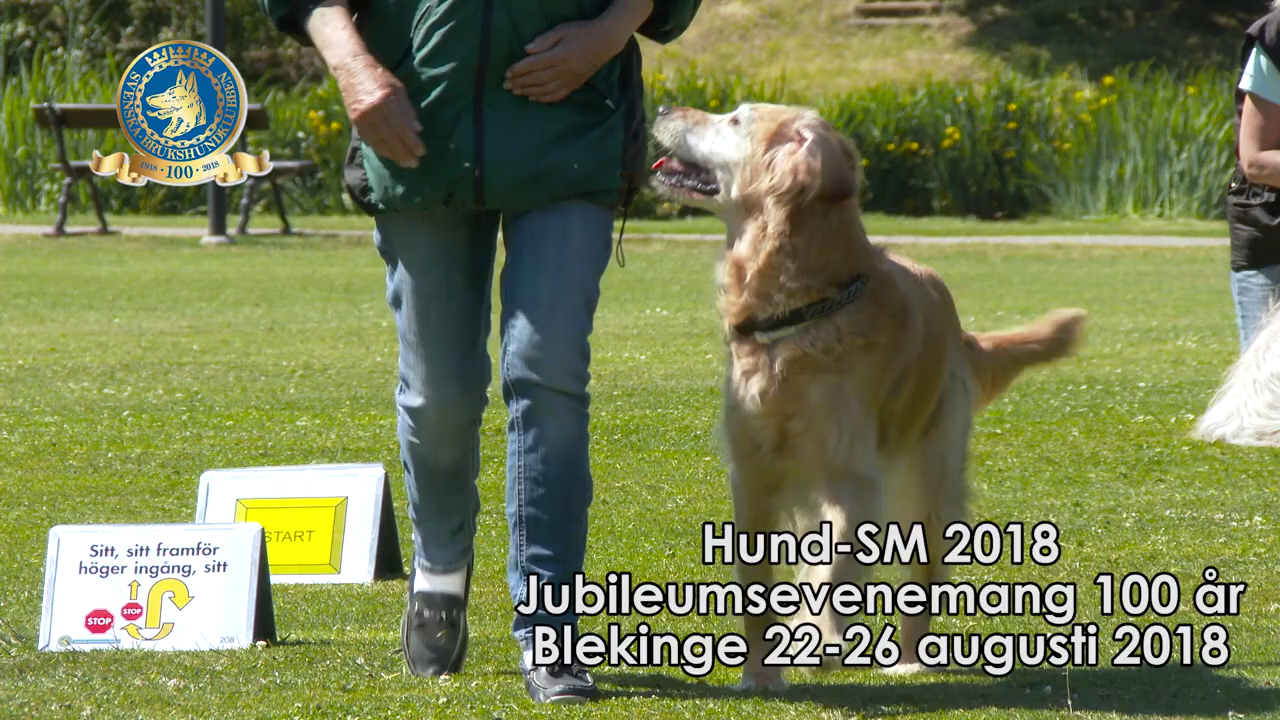 SVENSKA BRUKSHUNDKLUBBEN
1918 · 100 · 2018
START
Sitt, sitt framför
höger ingång, sitt
STOP
STOP
208
Hund-SM 2018
Jubileumsevenemang 100 år
Blekinge 22-26 augusti 2018